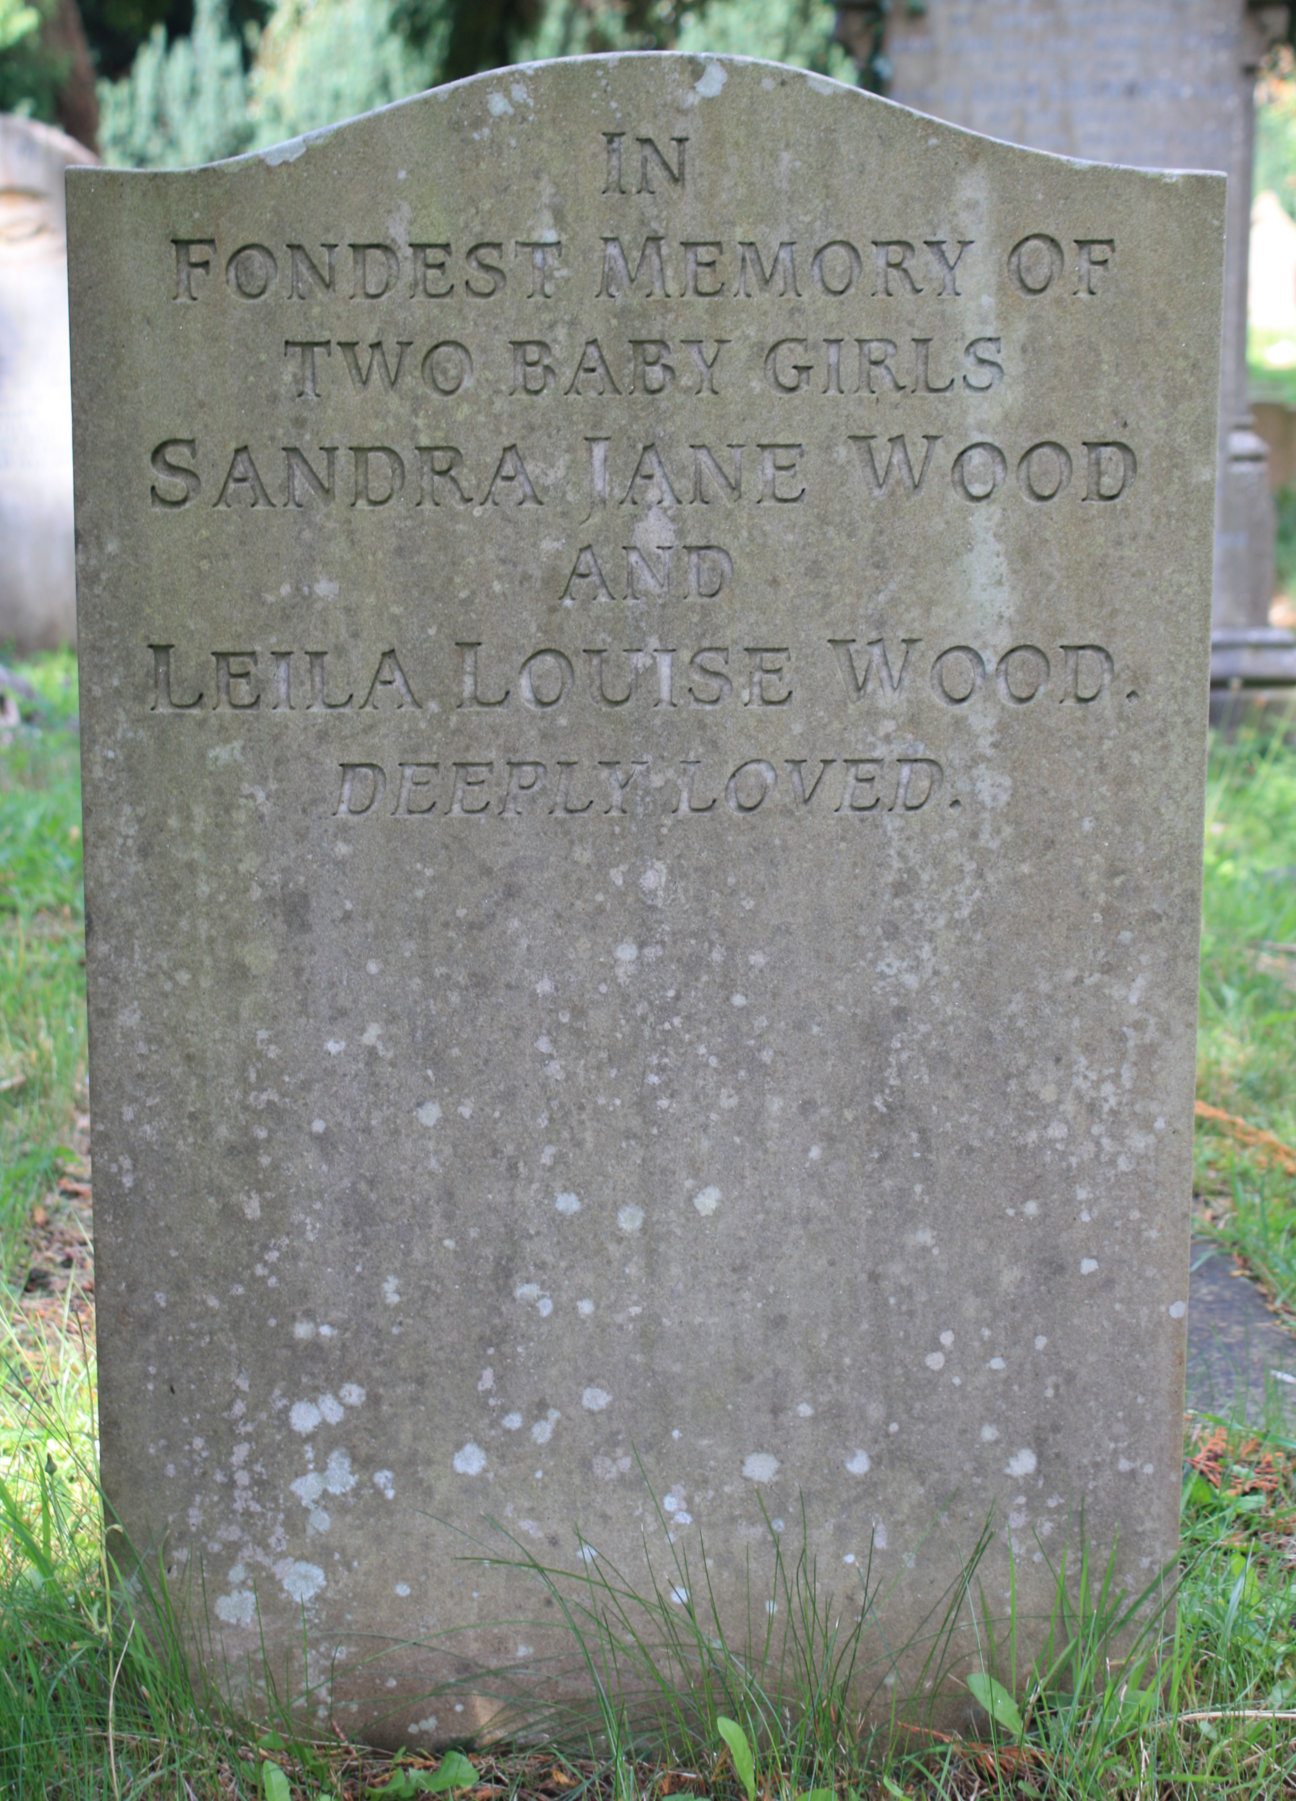 IN
FONDEST MEMORY OF
TWO BABY GIRLS
SANDRA JANE WOOD
AND
LEILA LOUISE WOOD.
DEEPLY LOVED.